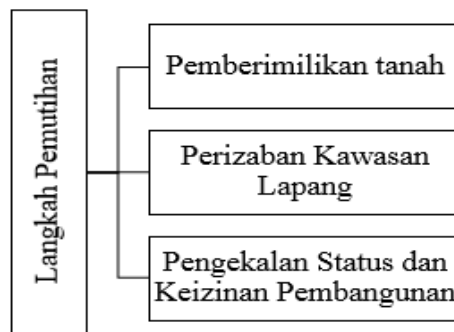 Langkah Pemutihan
Pemberimilikan tanah
Perizaban Kawasan
Lapang
Pengekalan Status dan
Keizinan Pembangunan